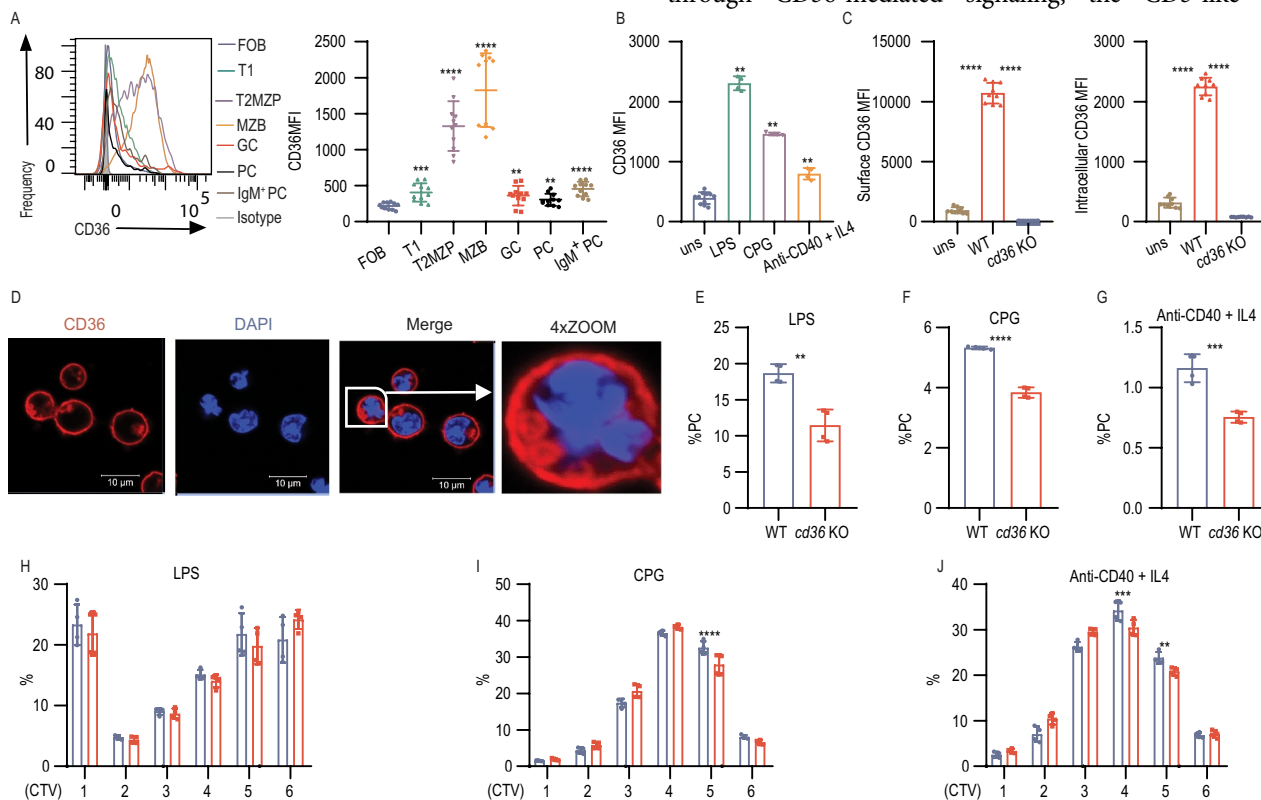 through CD36-mediated signaling, the CD5-like
A
80
40
0
Frequency
0
10
5
CD36
FOB
T1
T2MZP
MZB
GC
PC
IgM+ PC
Isotype
2500
2000
1500
1000
500
0
CD36MFI
***
****
****
**
**
****
FOB
T1
T2MZP
MZB
GC
PC
IgM+ PC
B
3000
2000
1000
0
CD36 MFI
**
**
**
uns
LPS
CPG
Anti-CD40 + IL4
C
15000
10000
5000
0
Surface CD36 MFI
**** ****
uns
WT
cd36 KO
3000
2000
1000
0
Intracellular CD36 MFI
**** ****
uns
WT
cd36 KO
D
CD36 DAPI Merge 4xZOOM
10 µm
10 µm
10 µm
E
LPS
25
20
15
10
5
0
%PC
**
WT cd36 KO
F
CPG
6
4
2
0
%PC
****
WT cd36 KO
G
Anti-CD40 + IL4
1.5
1.0
0.5
0.0
%PC
***
WT cd36 KO
H
LPS
30
20
10
0
%
(CTV) 1 2 3 4 5 6
I
CPG
50
40
30
20
10
0
%
****
(CTV) 1 2 3 4 5 6
J
Anti-CD40 + IL4
40
30
20
10
0
%
***
**
(CTV) 1 2 3 4 5 6